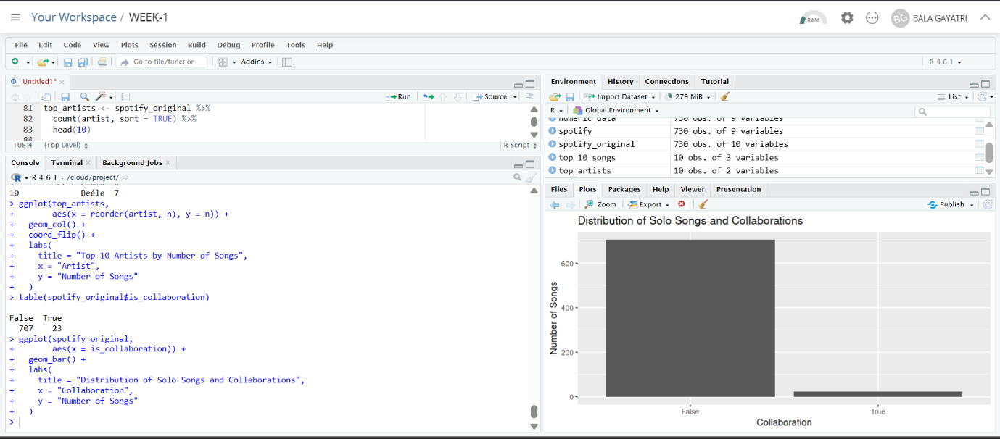 Your Workspace / WEEK-1
RAM
BG BALA GAYATRI
File Edit Code View Plots Session Build Debug Profile Tools Help
Go to file/function
Addins
R 4.6.1
Untitled1*
Run
Source
81 top_artists <- spotify_original %>%
82 count(artist, sort = TRUE) %>%
83 head(10)
84
108:4 (Top Level)
R Script
Console Terminal Background Jobs
R 4.6.1 · /cloud/project/
10 Beéle 7
> ggplot(top_artists,
+ aes(x = reorder(artist, n), y = n)) +
+ geom_col() +
+ coord_flip() +
+ labs(
+ title = "Top 10 Artists by Number of Songs",
+ x = "Artist",
+ y = "Number of Songs"
+ )
> table(spotify_original$is_collaboration)
False True
707 23
> ggplot(spotify_original,
+ aes(x = is_collaboration)) +
+ geom_bar() +
+ labs(
+ title = "Distribution of Solo Songs and Collaborations",
+ x = "Collaboration",
+ y = "Number of Songs"
+ )
>
Environment History Connections Tutorial
Import Dataset
279 MiB
List
R
Global Environment
numeric_data 730 obs. of 9 variables
spotify 730 obs. of 9 variables
spotify_original 730 obs. of 10 variables
top_10_songs 10 obs. of 3 variables
top_artists 10 obs. of 2 variables
Files Plots Packages Help Viewer Presentation
Zoom
Export
Publish
Distribution of Solo Songs and Collaborations
Number of Songs
600
400
200
0
False
True
Collaboration